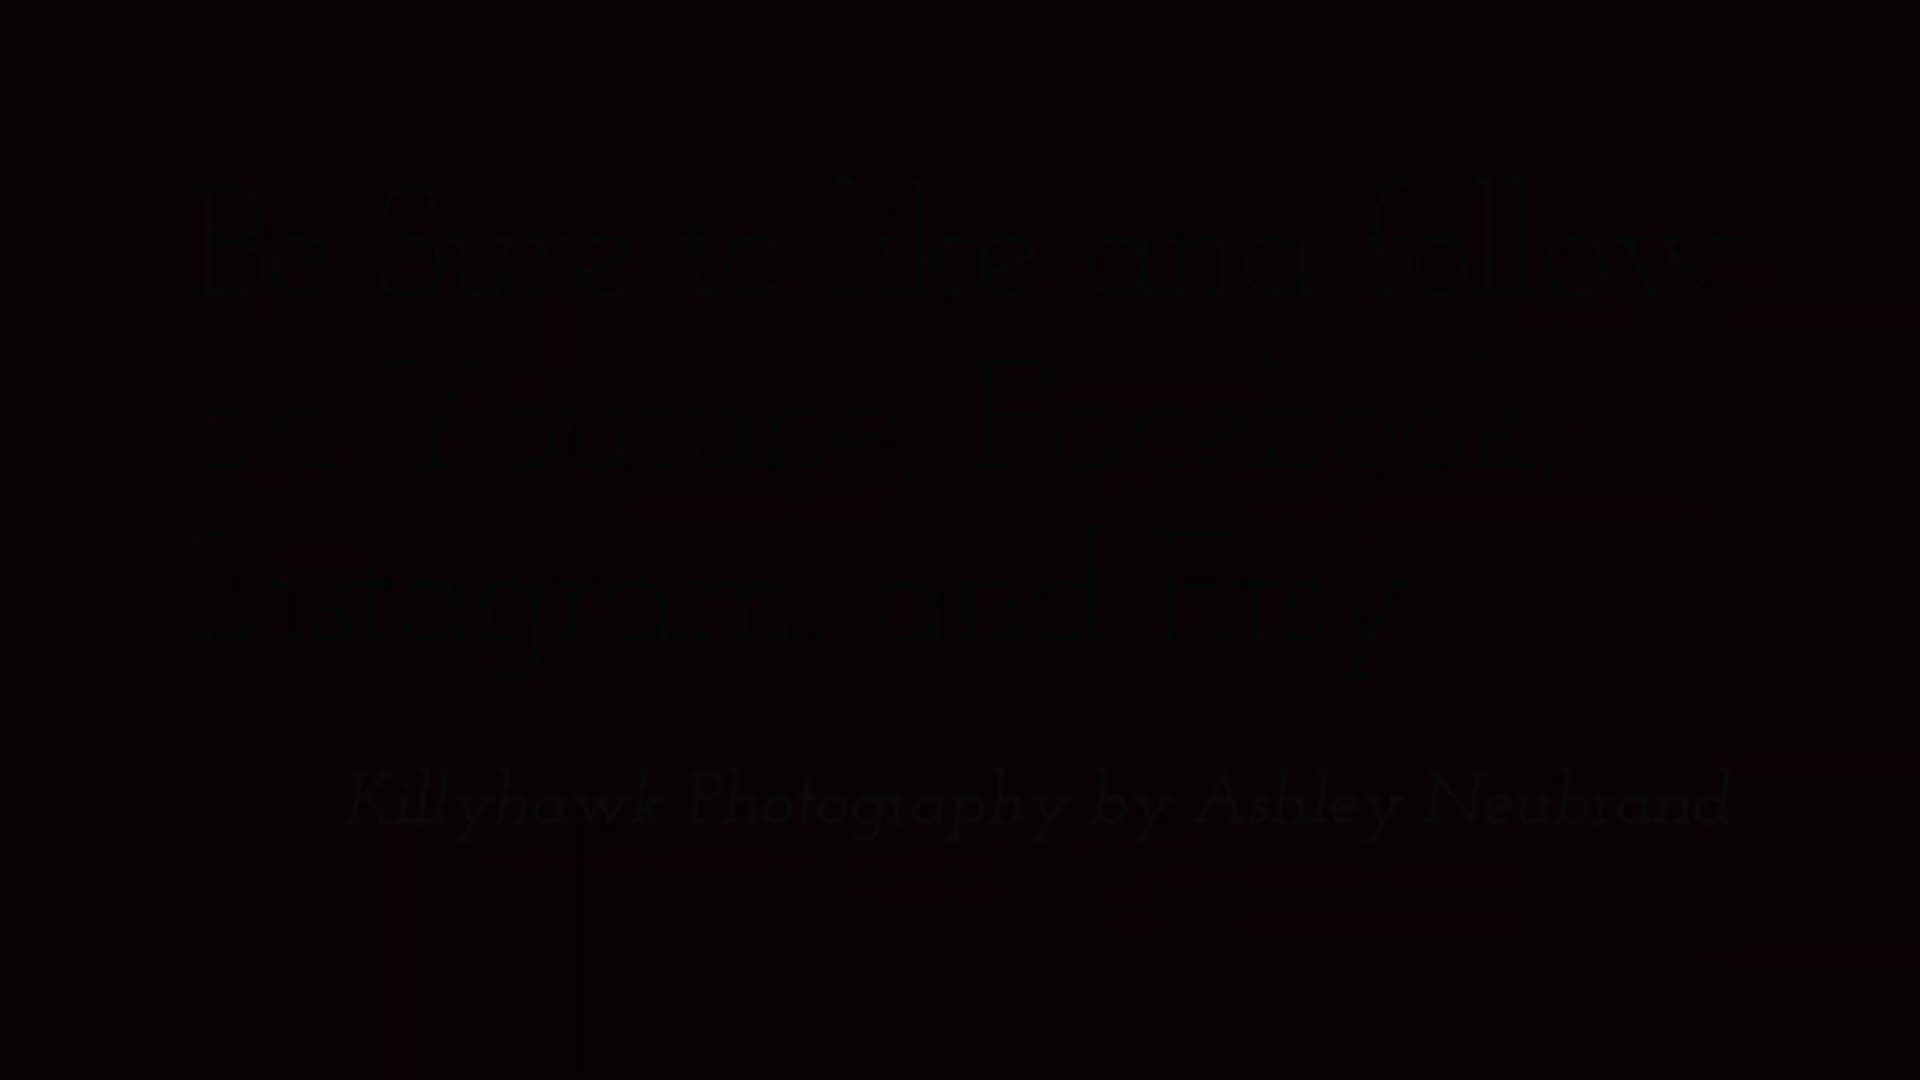 Be Sure to like and follow
on Youtube, Facebook,
Instagram, and Etsy
Killyhawk Photography by Ashley Neubrand